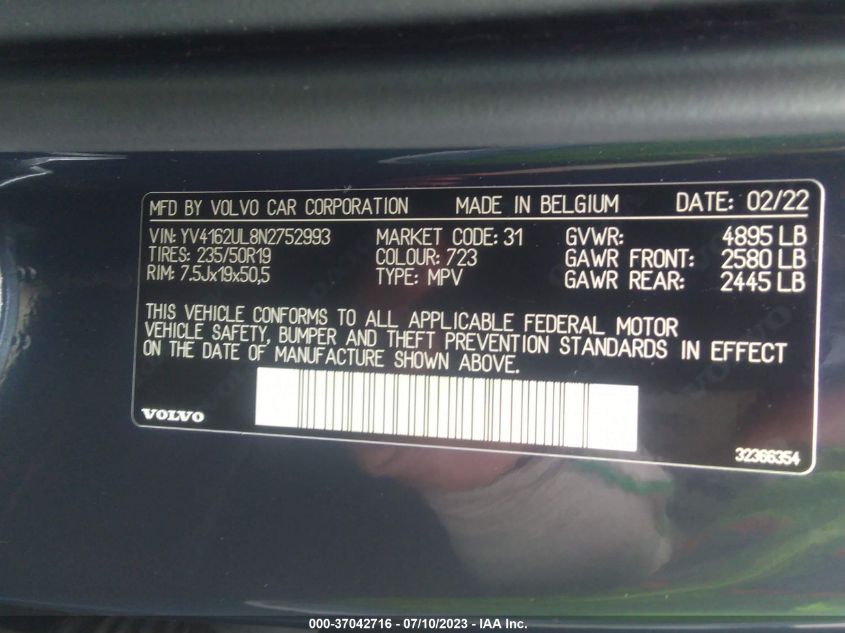 MFD BY VOLVO CAR CORPORATION MADE IN BELGIUM DATE: 02/22
VIN: YV4162UL8N2752993 MARKET CODE: 31 GVWR: 4895 LB
TIRES: 235/50R19 COLOUR: 723 GAWR FRONT: 2580 LB
RIM: 7.5Jx19x50,5 TYPE: MPV GAWR REAR: 2445 LB
THIS VEHICLE CONFORMS TO ALL APPLICABLE FEDERAL MOTOR
VEHICLE SAFETY, BUMPER AND THEFT PREVENTION STANDARDS IN EFFECT
ON THE DATE OF MANUFACTURE SHOWN ABOVE.
VOLVO
32366354
000-37042716 - 07/10/2023 - IAA Inc.